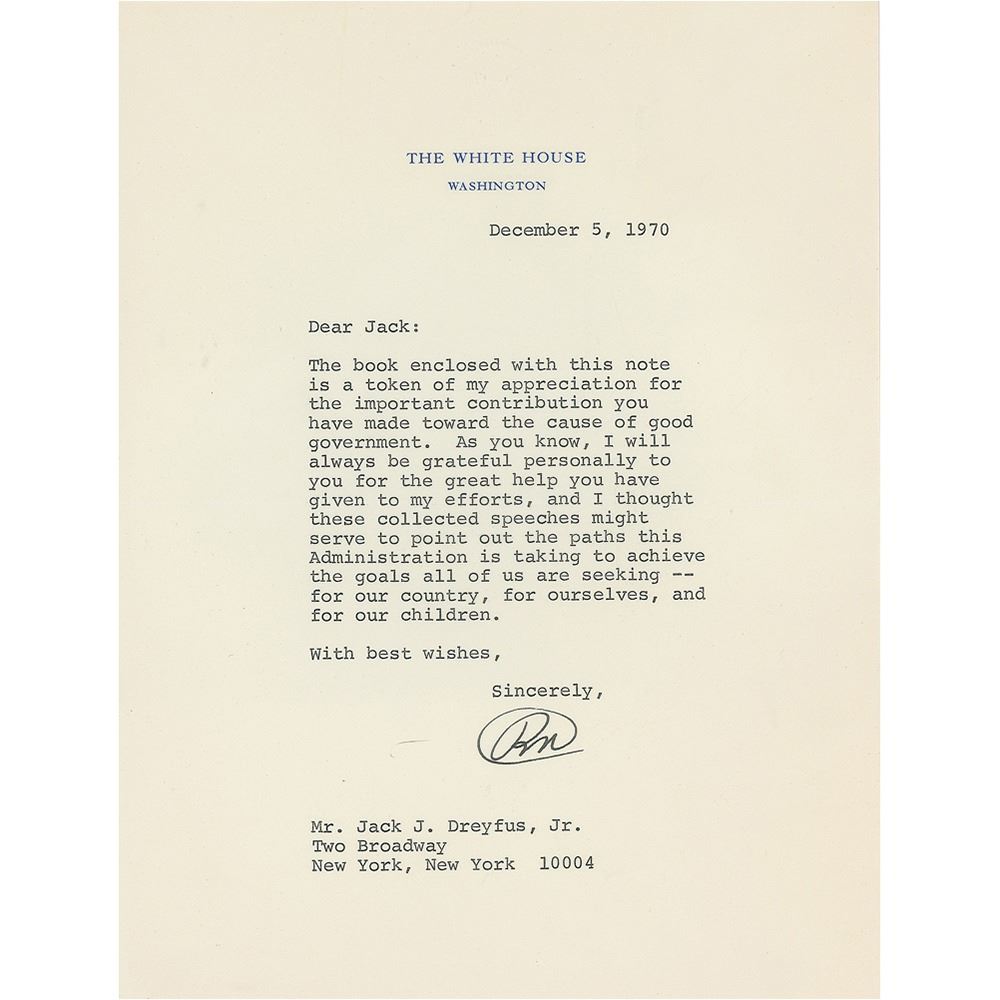 THE WHITE HOUSE
WASHINGTON
December 5, 1970
Dear Jack:
The book enclosed with this note
is a token of my appreciation for
the important contribution you
have made toward the cause of good
government.  As you know, I will
always be grateful personally to
you for the great help you have
given to my efforts, and I thought
these collected speeches might
serve to point out the paths this
Administration is taking to achieve
the goals all of us are seeking --
for our country, for ourselves, and
for our children.
With best wishes,
Sincerely,
RN
Mr. Jack J. Dreyfus, Jr.
Two Broadway
New York, New York  10004